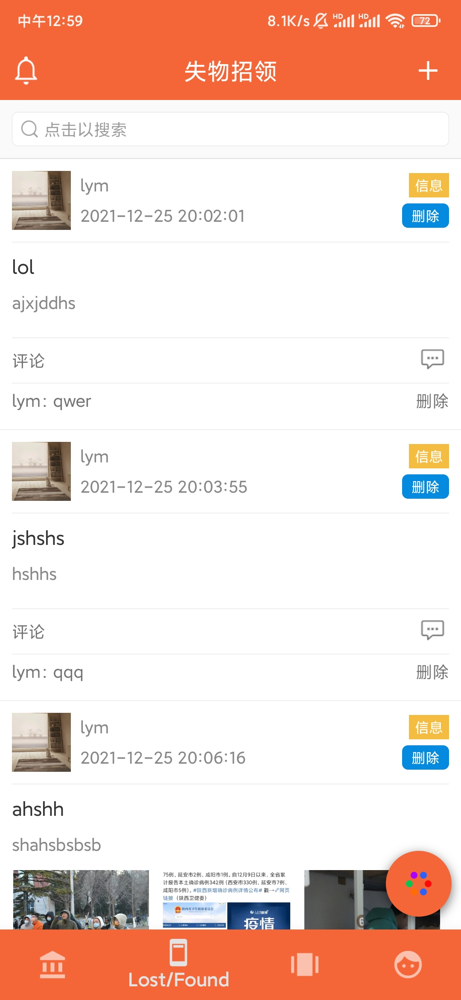 中午12:59
8.1K/s HD HD 72
失物招领
点击以搜索
lym
信息
2021-12-25 20:02:01
删除
lol
ajxjddhs
评论
lym: qwer
删除
lym
信息
2021-12-25 20:03:55
删除
jshshs
hshhs
评论
lym: qqq
删除
lym
信息
2021-12-25 20:06:16
删除
ahshh
shahsbsbsb
75例、延安市2例、咸阳市1例。自12月9日以来，全省累
计报告本土确诊病例342例（西安市330例、延安市7例、
咸阳市5例）。#陕西新增确诊病例详情公布# 戳→网页
链接（陕西卫健委）
陕西省卫生健康委员会
疫情
6
Lost/Found